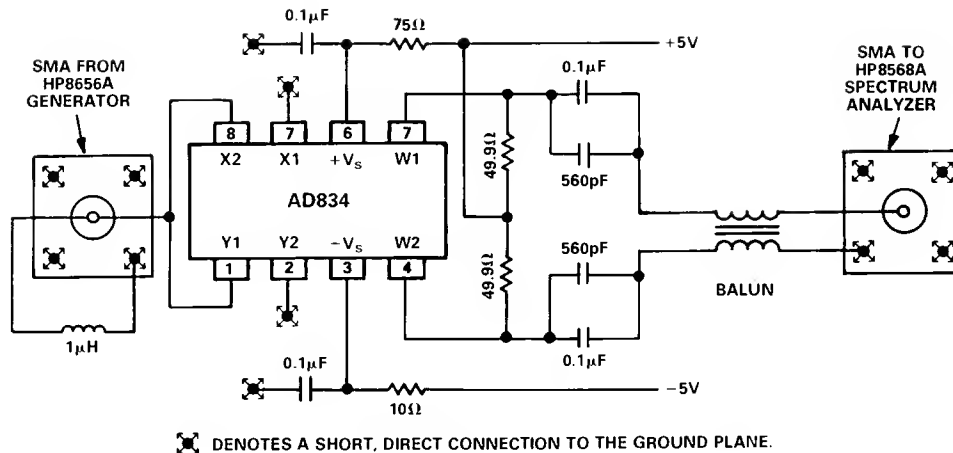 0.1μF
75Ω
+5V
SMA FROM
HP8656A
GENERATOR
0.1μF
SMA TO
HP8568A
SPECTRUM
ANALYZER
8
7
6
7
X2
X1
+VS
W1
49.9Ω
560pF
AD834
Y1
Y2
−VS
W2
49.9Ω
560pF
1
2
3
4
BALUN
1μH
0.1μF
0.1μF
10Ω
−5V
DENOTES A SHORT, DIRECT CONNECTION TO THE GROUND PLANE.